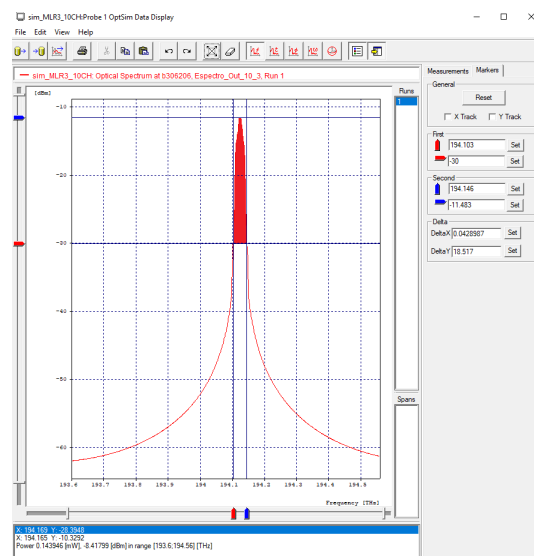 sim_MLR3_10CH:Probe 1 OptSim Data Display
File Edit View Help
sim_MLR3_10CH: Optical Spectrum at b306206, Espectro_Out_10_3, Run 1
[dBm]
-10
-20
-30
-40
-50
-60
193.6 193.7 193.8 193.9 194 194.1 194.2 194.3 194.4 194.5
Frequency [THz]
Runs
1
Spans
Measurements Markers
General
Reset
X Track Y Track
First
194.103 Set
-30 Set
Second
194.146 Set
-11.483 Set
Delta
DeltaX 0.0428987 Set
DeltaY 18.517 Set
X: 194.169 Y: -28.3948
X: 194.165 Y: -10.3292
Power 0.143946 [mW], -8.41799 [dBm] in range [193.6;194.56] [THz]